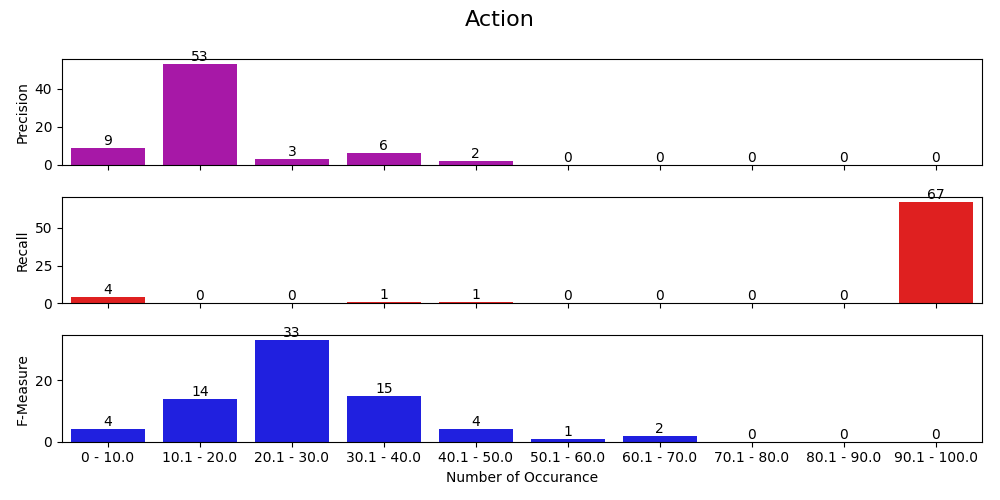 Action
Precision
40
20
0
9 53 3 6 2 0 0 0 0 0
Recall
50
25
0
4 0 0 1 1 0 0 0 0 67
F-Measure
20
0
4 14 33 15 4 1 2 0 0 0
0 - 10.0 10.1 - 20.0 20.1 - 30.0 30.1 - 40.0 40.1 - 50.0 50.1 - 60.0 60.1 - 70.0 70.1 - 80.0 80.1 - 90.0 90.1 - 100.0
Number of Occurance